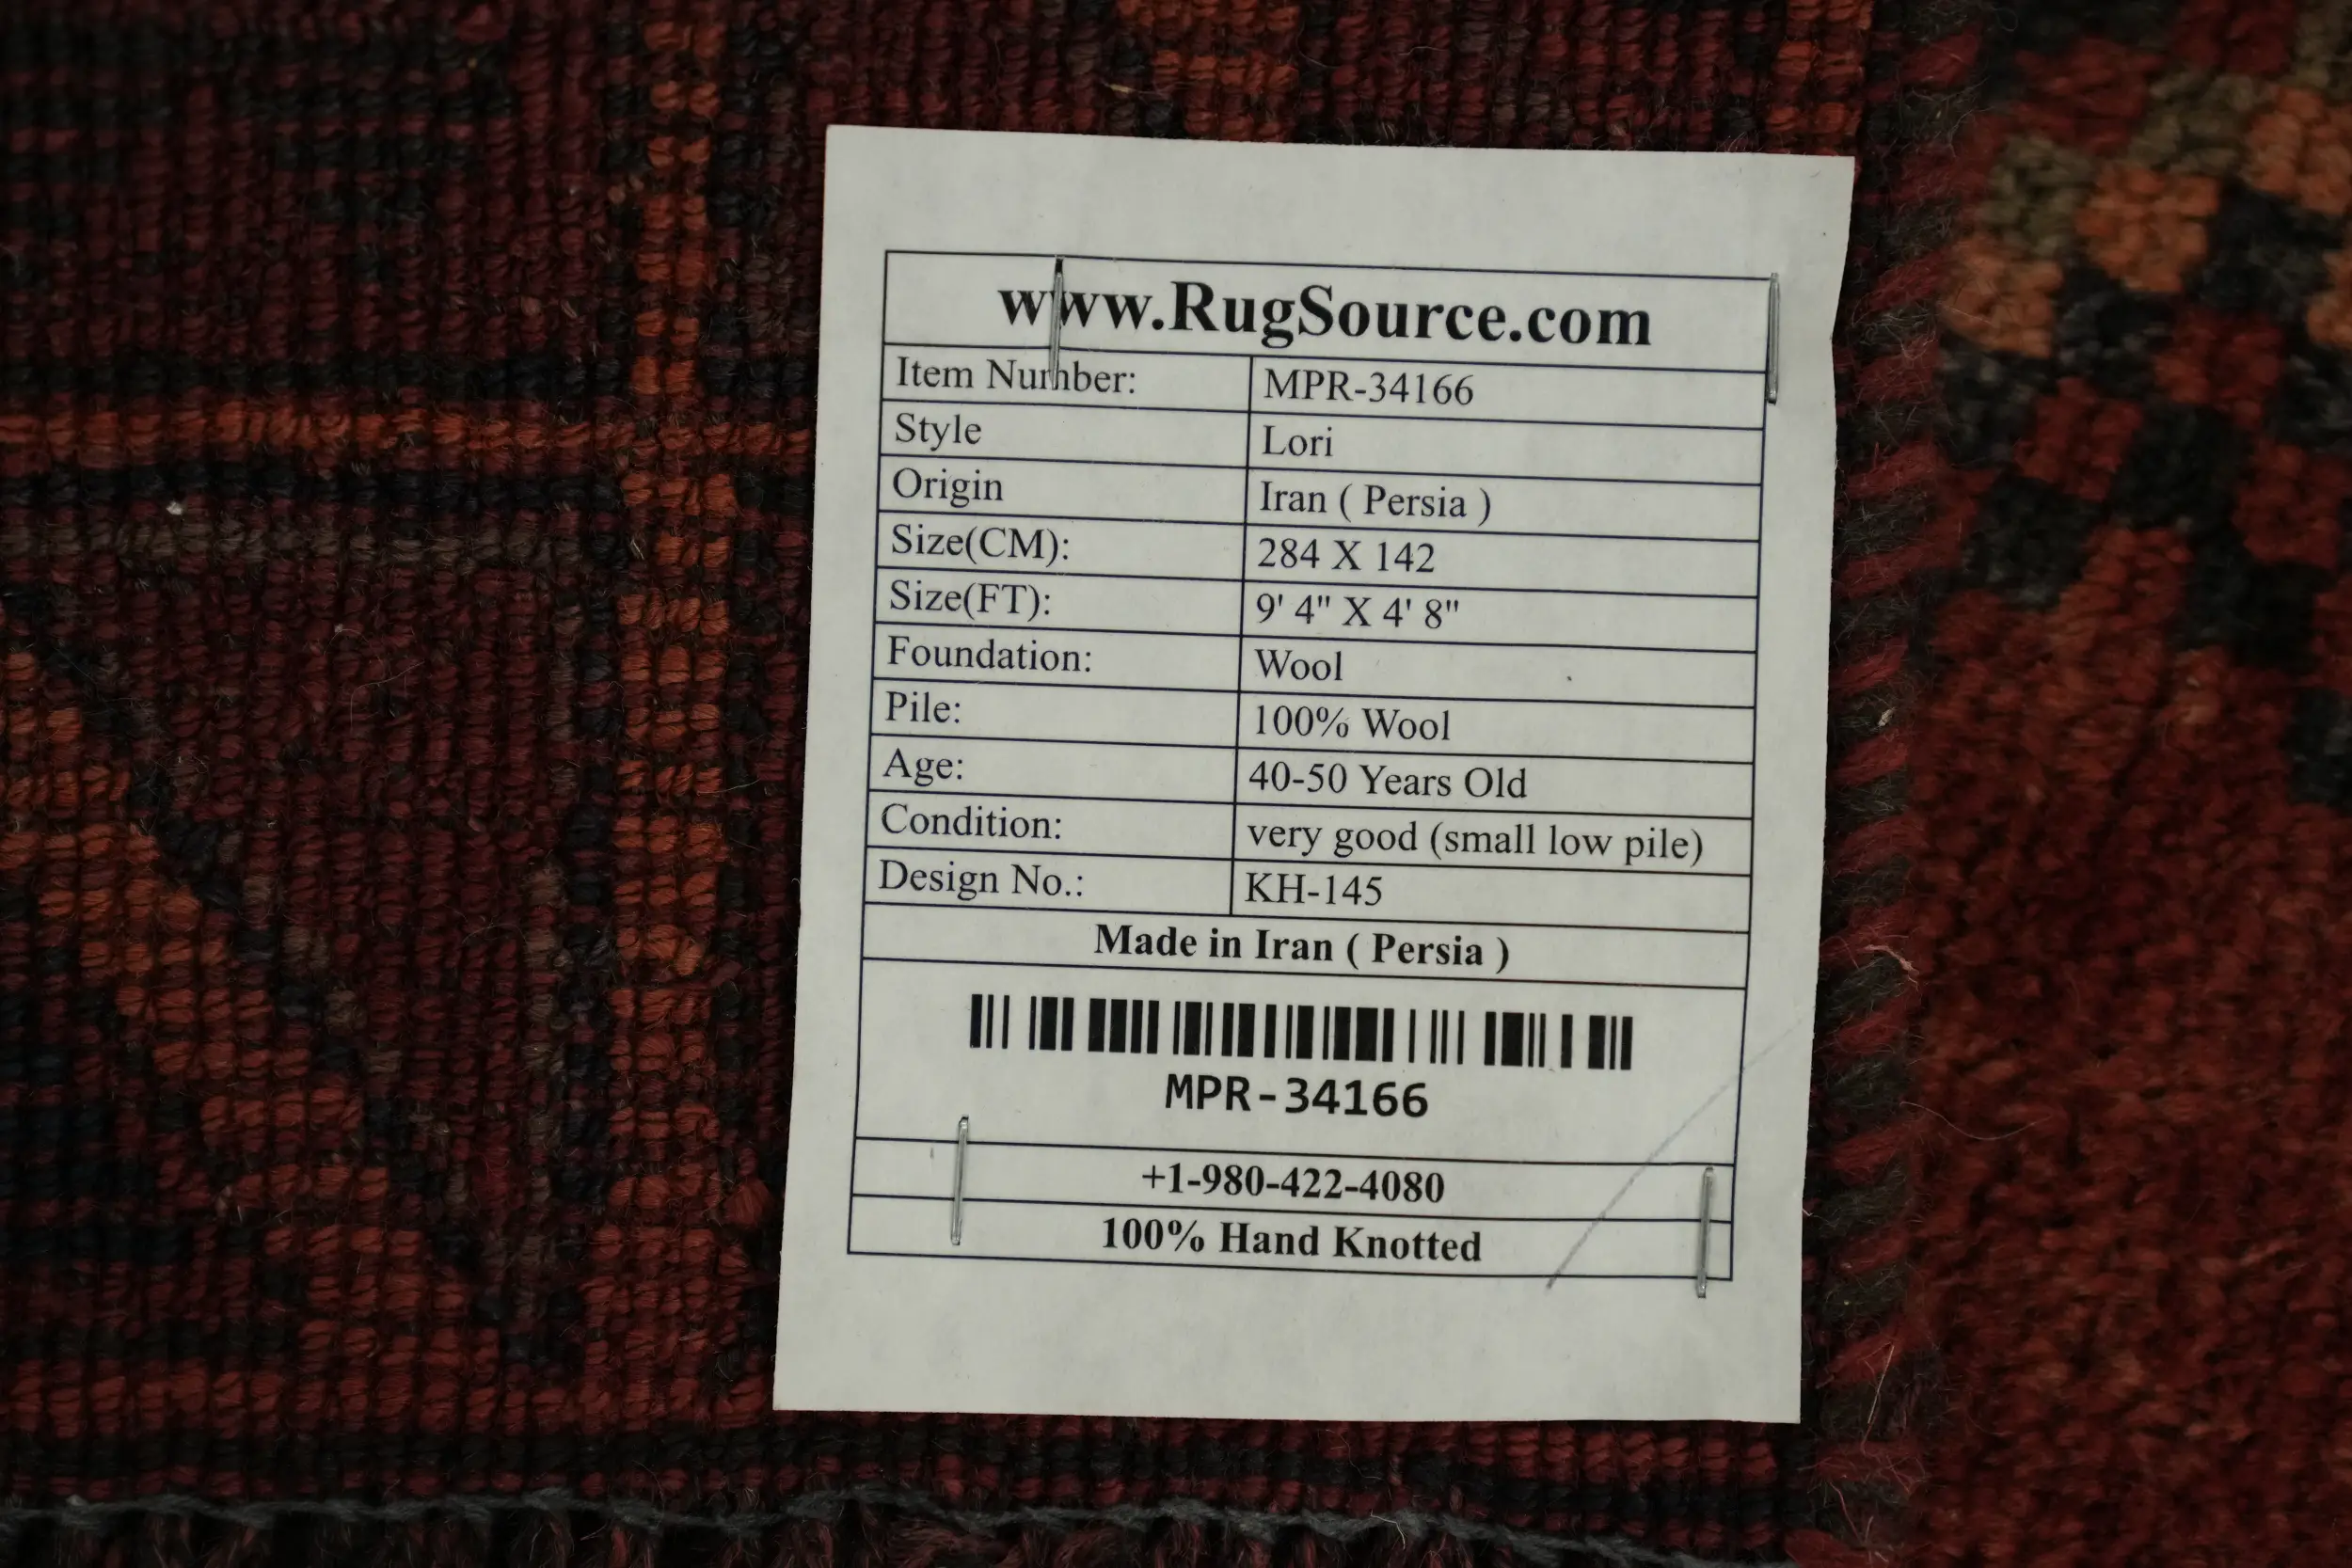 www.RugSource.com
Item Number: MPR-34166
Style Lori
Origin Iran ( Persia )
Size(CM): 284 X 142
Size(FT): 9' 4" X 4' 8"
Foundation: Wool
Pile: 100% Wool
Age: 40-50 Years Old
Condition: very good (small low pile)
Design No.: KH-145
Made in Iran ( Persia )
MPR-34166
+1-980-422-4080
100% Hand Knotted